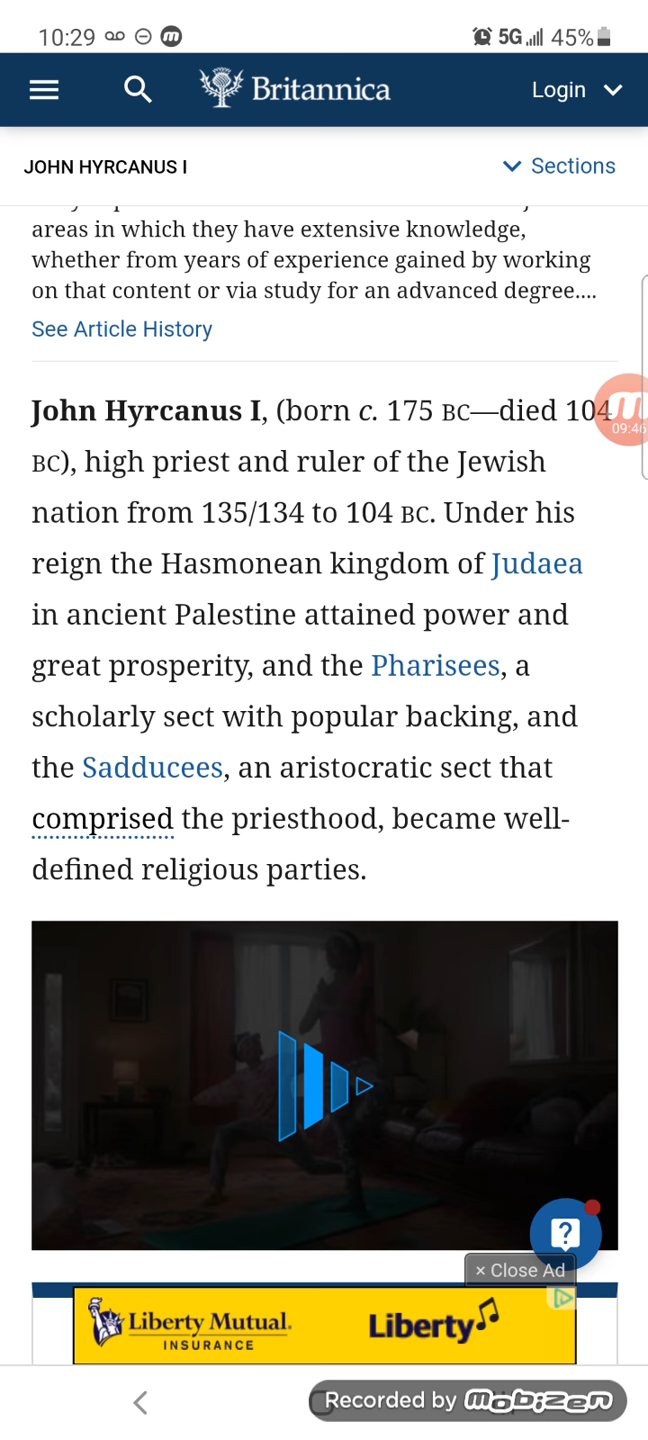 10:29
5G 45%
Britannica
Login
JOHN HYRCANUS I
Sections
areas in which they have extensive knowledge,
whether from years of experience gained by working
on that content or via study for an advanced degree....
See Article History
John Hyrcanus I, (born c. 175 BC—died 104
09:46
BC), high priest and ruler of the Jewish
nation from 135/134 to 104 BC. Under his
reign the Hasmonean kingdom of Judaea
in ancient Palestine attained power and
great prosperity, and the Pharisees, a
scholarly sect with popular backing, and
the Sadducees, an aristocratic sect that
comprised the priesthood, became well-
defined religious parties.
?
× Close Ad
Liberty Mutual.
INSURANCE
Liberty
Recorded by mobizen